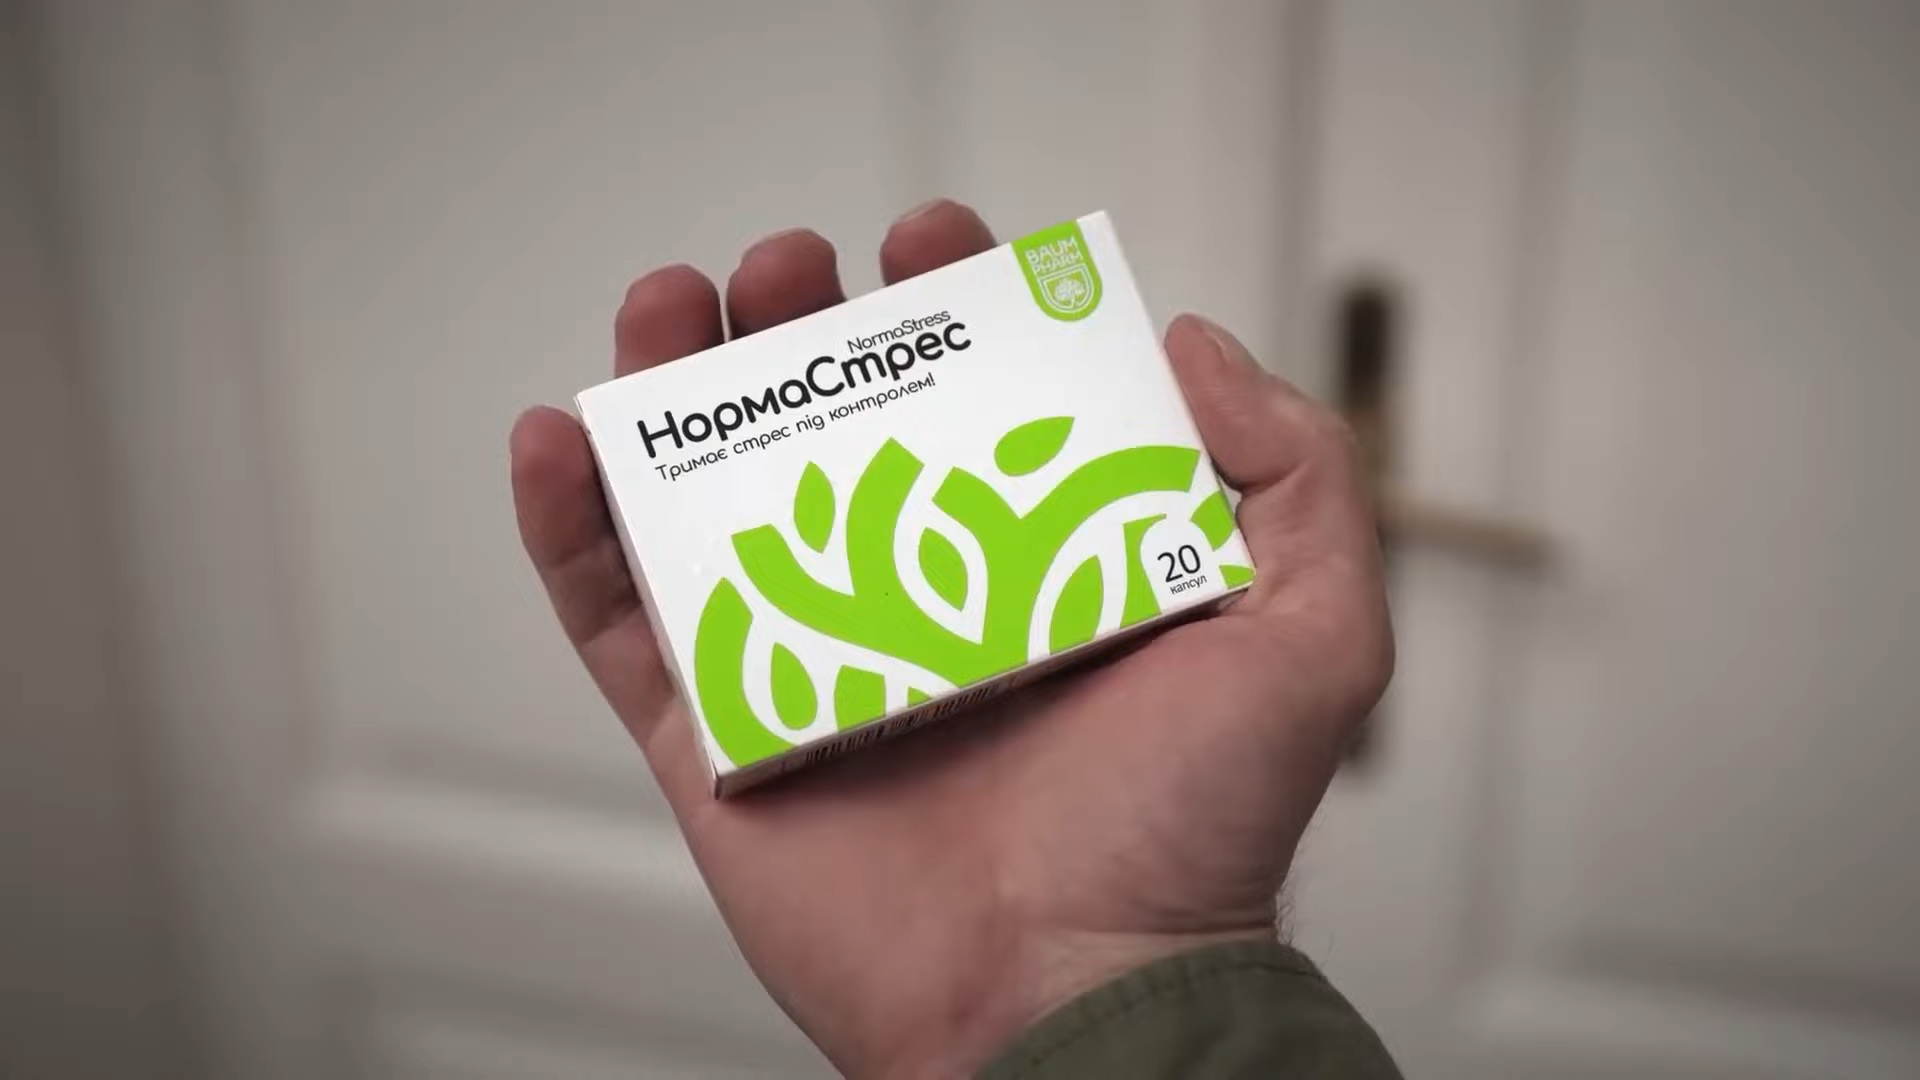 BAUM
PHARM
NormaStress
НормаСтрес
Тримає стрес під контролем!
20
капсул